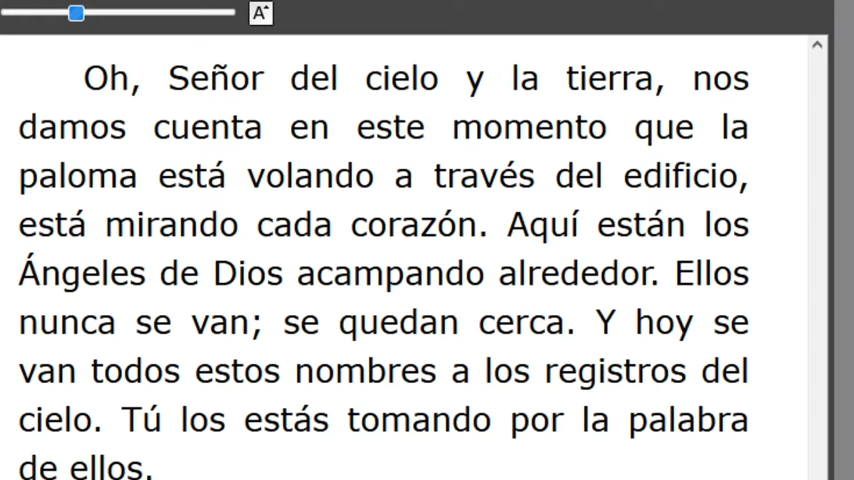 A
Oh, Señor del cielo y la tierra, nos
damos cuenta en este momento que la
paloma está volando a través del edificio,
está mirando cada corazón. Aquí están los
Ángeles de Dios acampando alrededor. Ellos
nunca se van; se quedan cerca. Y hoy se
van todos estos nombres a los registros del
cielo. Tú los estás tomando por la palabra
de ellos.